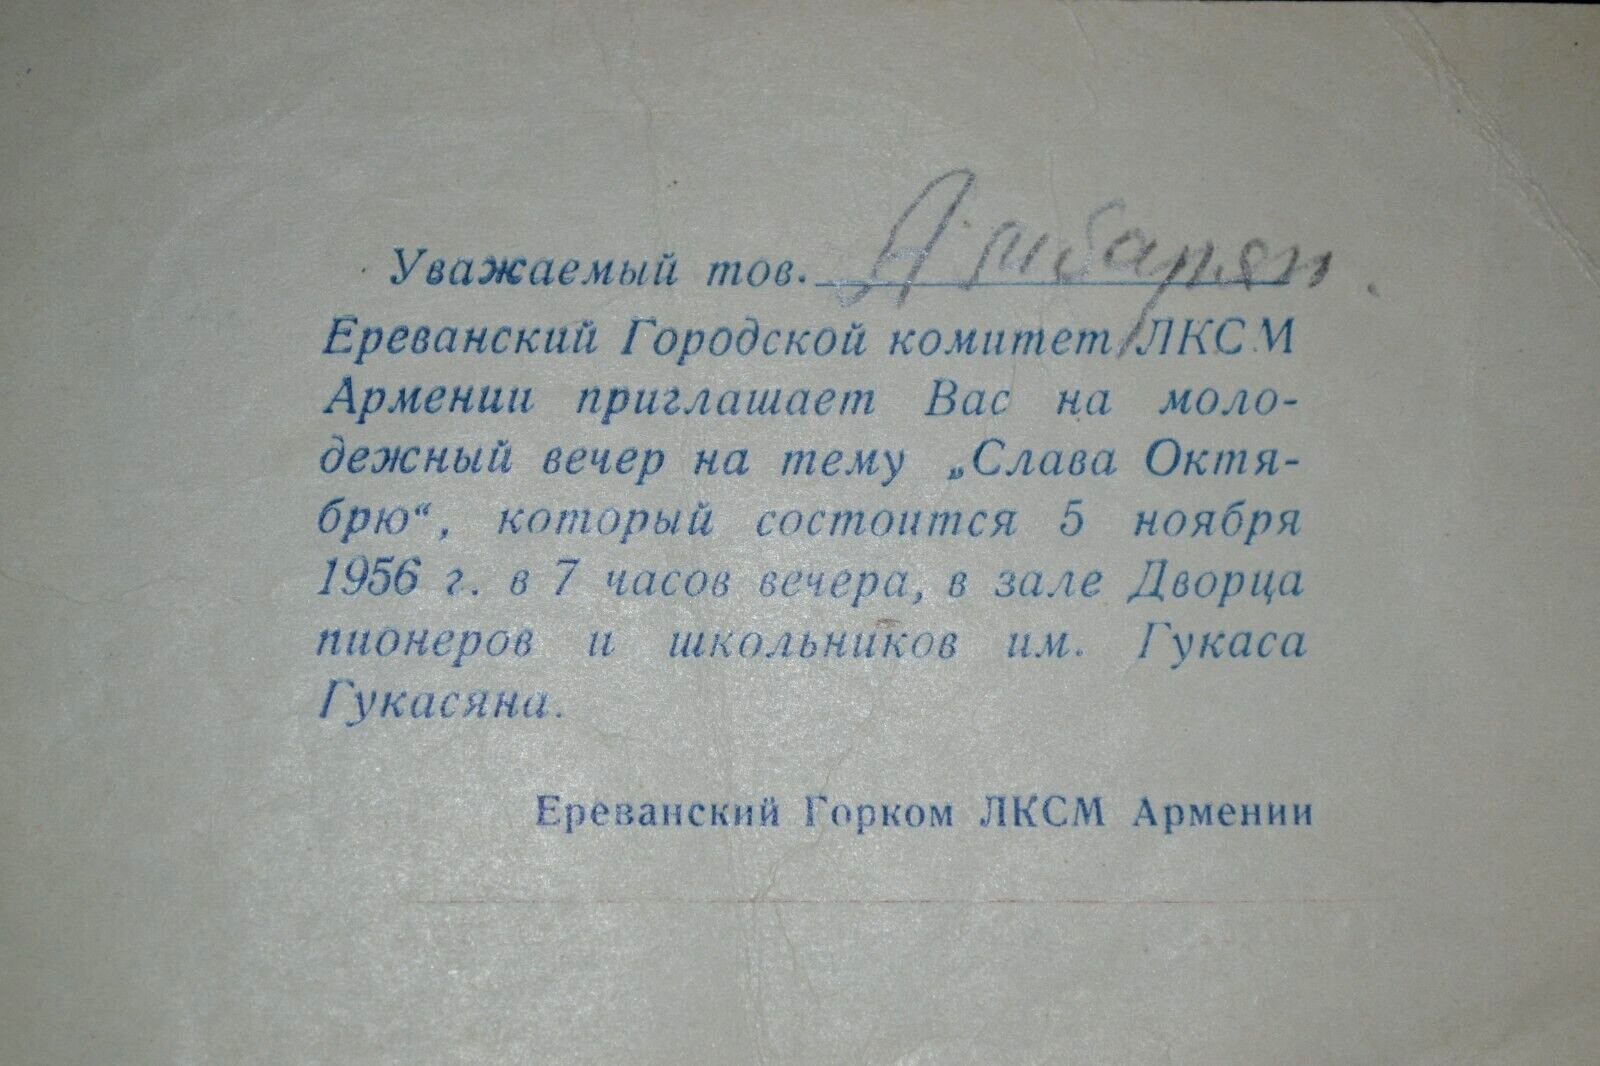 Уважаемый тов.
Ереванский Городской комитет ЛКСМ
Армении приглашает Вас на моло-
дежный вечер на тему „Слава Октя-
брю“, который состоится 5 ноября
1956 г. в 7 часов вечера, в зале Дворца
пионеров и школьников им. Гукаса
Гукасяна.
Ереванский Горком ЛКСМ Армении